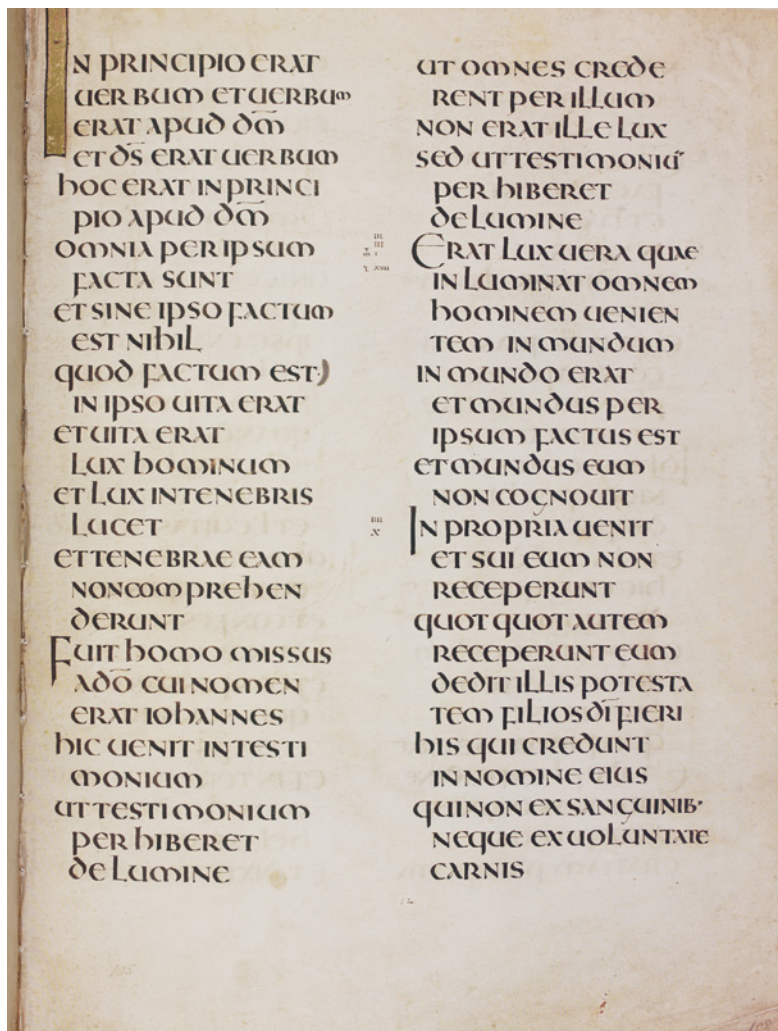 IN PRINCIPIO ERAT
UERBUM ET UERBUM
ERAT APUD DM̅
ET DS̅ ERAT UERBUM
HOC ERAT IN PRINCI
PIO APUD DM̅
OMNIA PER IPSUM
FACTA SUNT
ET SINE IPSO FACTUM
EST NIHIL
QUOD FACTUM EST·)
IN IPSO UITA ERAT
ET UITA ERAT
LUX HOMINUM
ET LUX IN TENEBRIS
LUCET
ET TENEBRAE EAM
NON COMPREHEN
DERUNT
FUIT HOMO MISSUS
A DO̅ CUI NOMEN
ERAT IOHANNES
HIC UENIT IN TESTI
MONIUM
UT TESTIMONIUM
PERHIBERET
DE LUMINE
UT OMNES CREDE
RENT PER ILLUM
NON ERAT ILLE LUX
SED UT TESTIMONIU̅
PERHIBERET
DE LUMINE
ERAT LUX UERA QUAE
INLUMINAT OMNEM
HOMINEM UENIEN
TEM IN MUNDUM
IN MUNDO ERAT
ET MUNDUS PER
IPSUM FACTUS EST
ET MUNDUS EUM
NON COGNOUIT
IIII
X
IN PROPRIA UENIT
ET SUI EUM NON
RECEPERUNT
QUOTQUOT AUTEM
RECEPERUNT EUM
DEDIT ILLIS POTESTA
TEM FILIOS DI̅ FIERI
HIS QUI CREDUNT
IN NOMINE EIUS
QUI NON EX SANGUINIB·
NEQUE EX UOLUNTATE
CARNIS